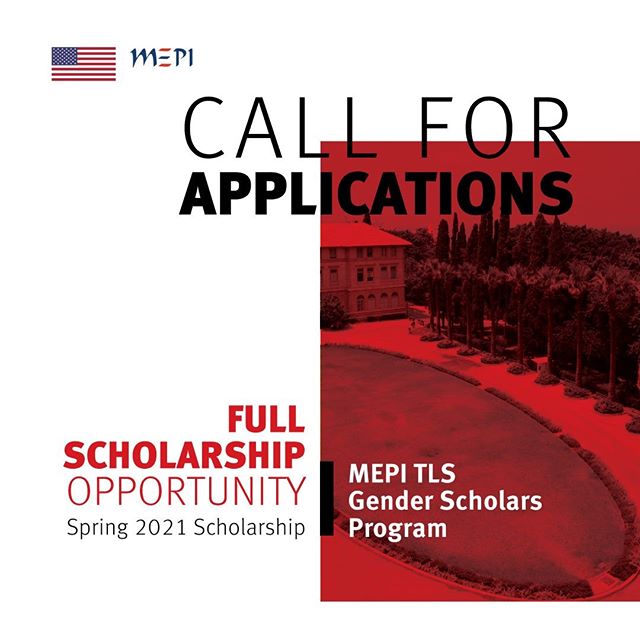 MEPI
CALL FOR
APPLICATIONS
FULL
SCHOLARSHIP
OPPORTUNITY
Spring 2021 Scholarship
MEPI TLS
Gender Scholars
Program